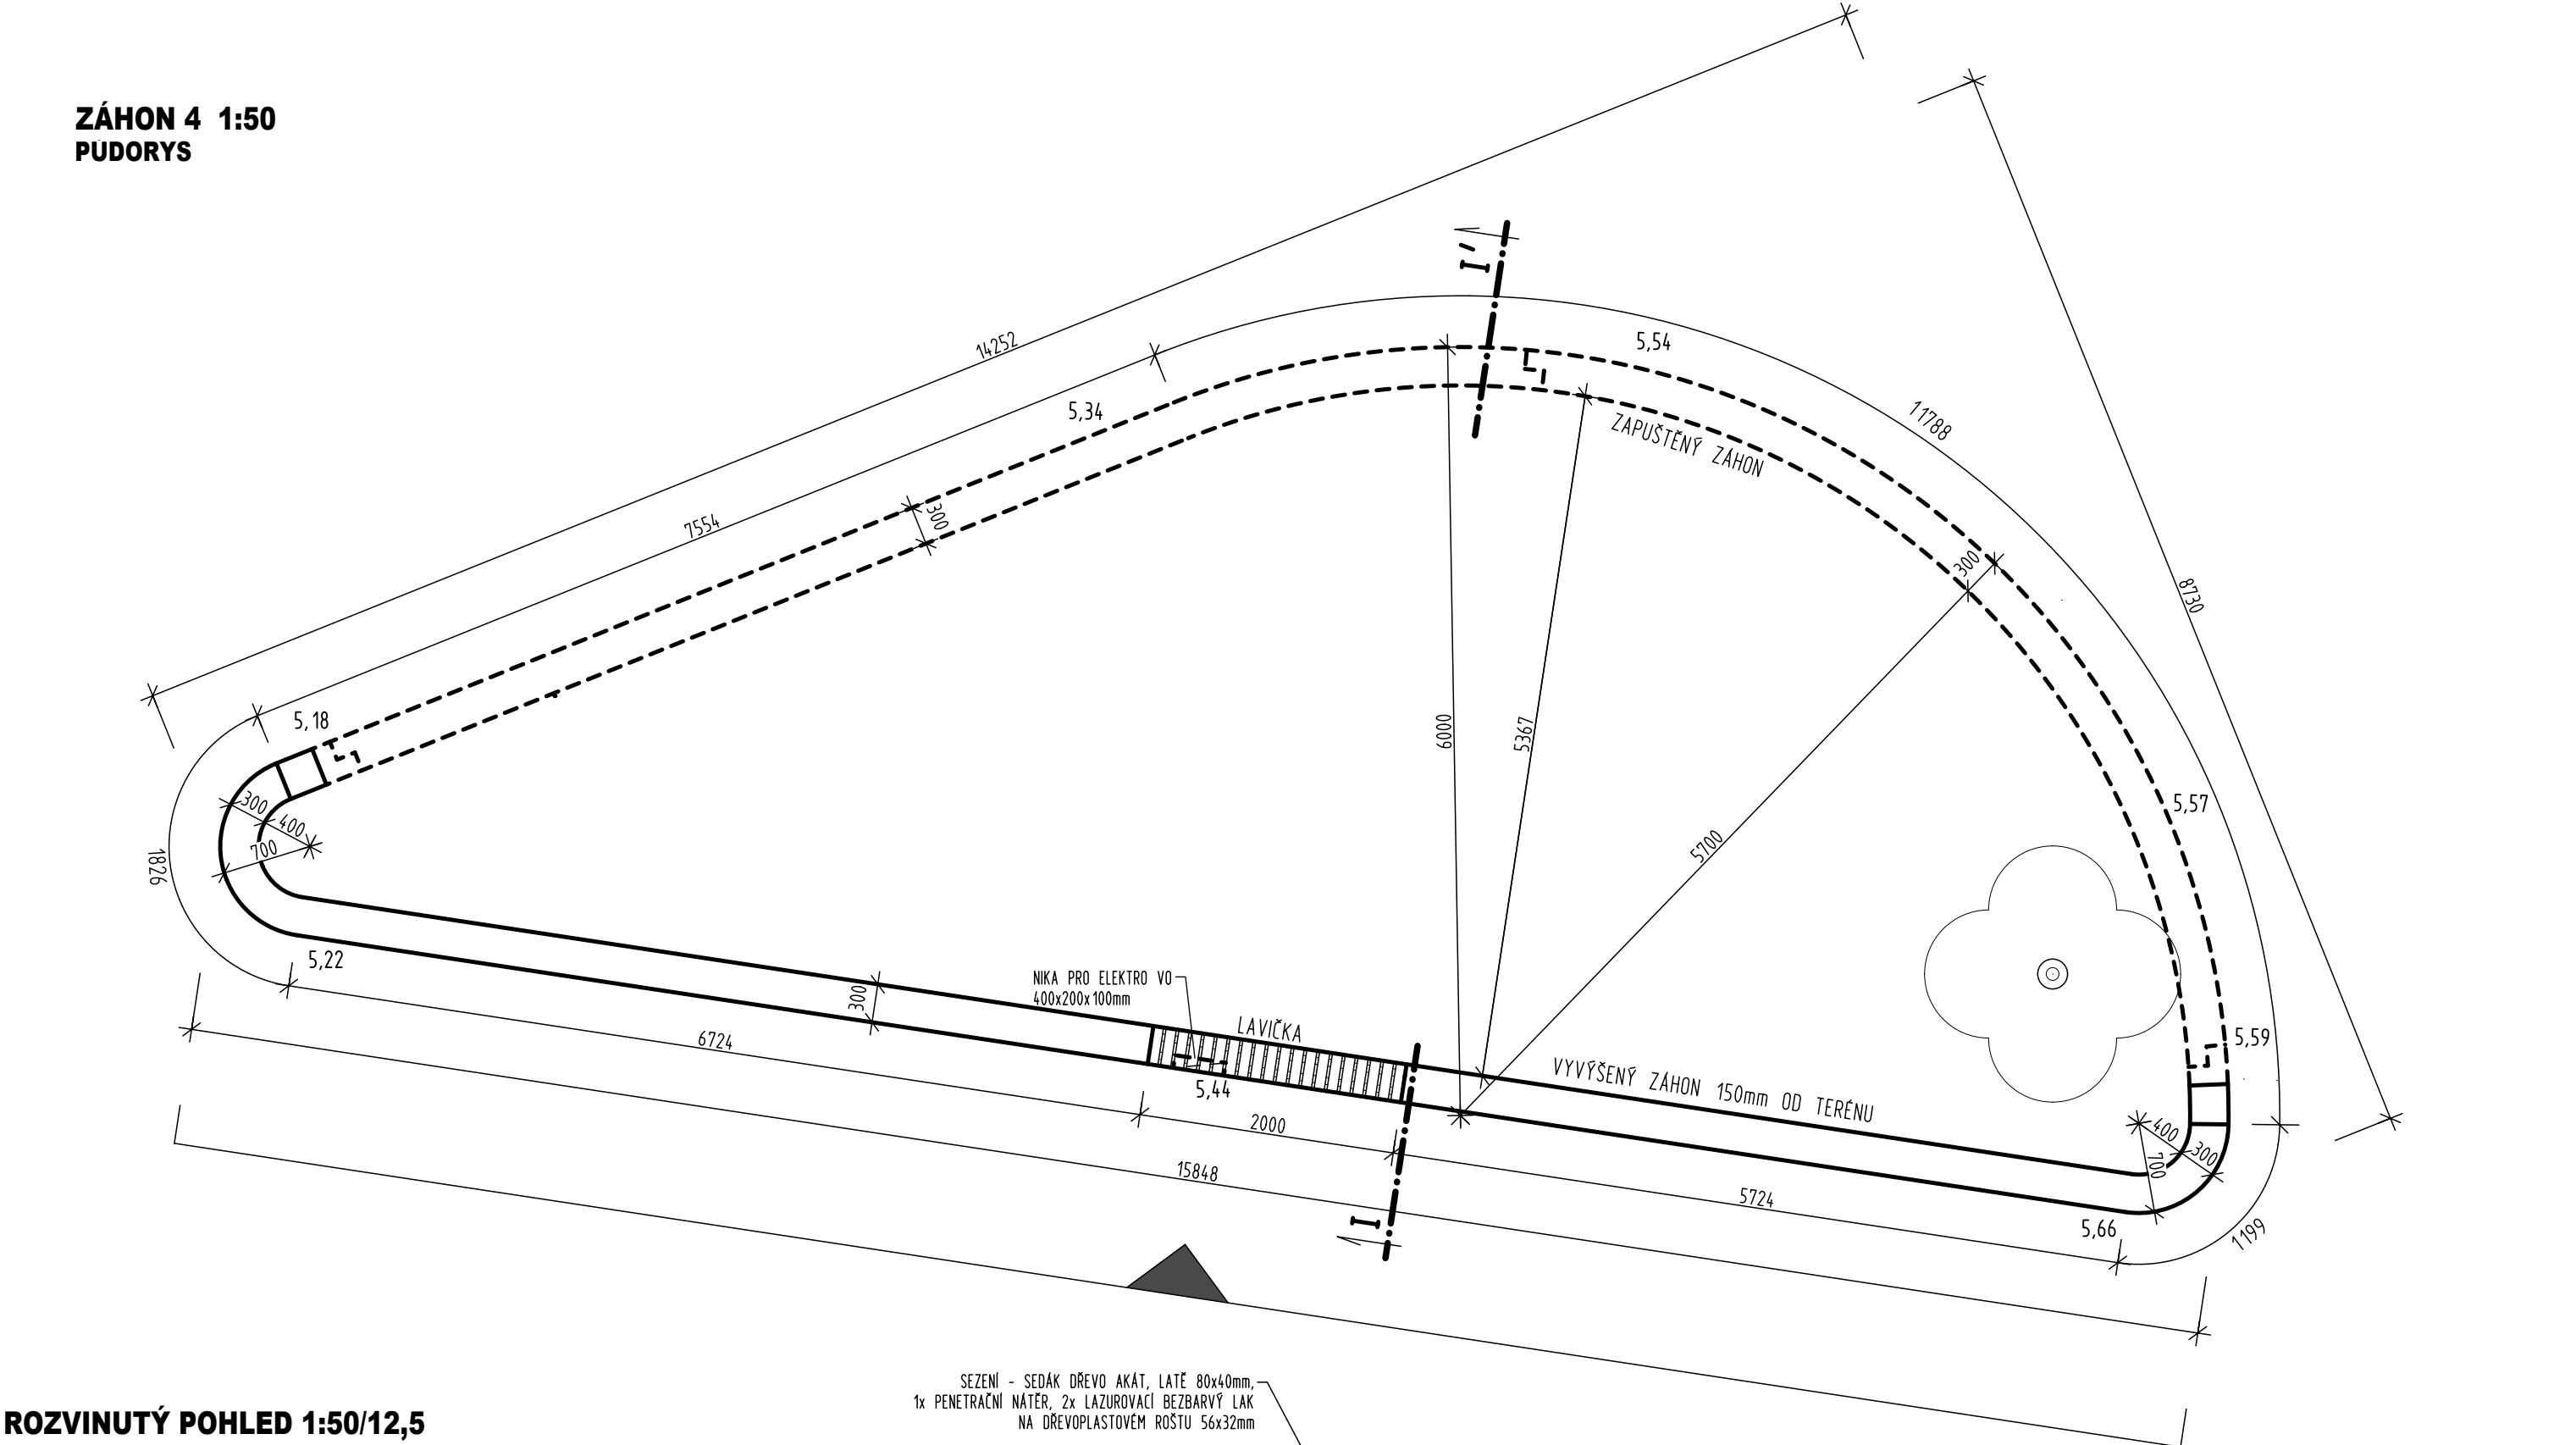 ZÁHON 4 1:50
PŮDORYS
14252
I'
5,54
11788
5,34
ZAPUŠTĚNÝ ZÁHON
7554
300
300
8730
5,18
6000
5367
5700
5,57
300
400
700
1826
5,22
300
NIKA PRO ELEKTRO VO
400x200x100mm
LAVIČKA
5,59
6724
5,44
VYVÝŠENÝ ZÁHON 150mm OD TERÉNU
2000
400
300
700
15848
5724
5,66
1199
I
SEZENÍ - SEDÁK DŘEVO AKÁT, LATĚ 80x40mm,
1x PENETRAČNÍ NÁTĚR, 2x LAZUROVACÍ BEZBARVÝ LAK
NA DŘEVOPLASTOVÉM ROŠTU 56x32mm
ROZVINUTÝ POHLED 1:50/12,5